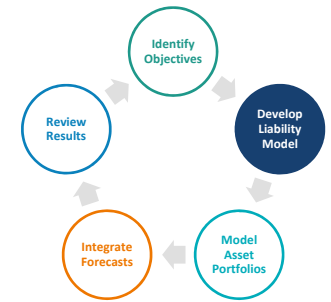 Identify
Objectives
Develop
Liability
Model
Model
Asset
Portfolios
Integrate
Forecasts
Review
Results